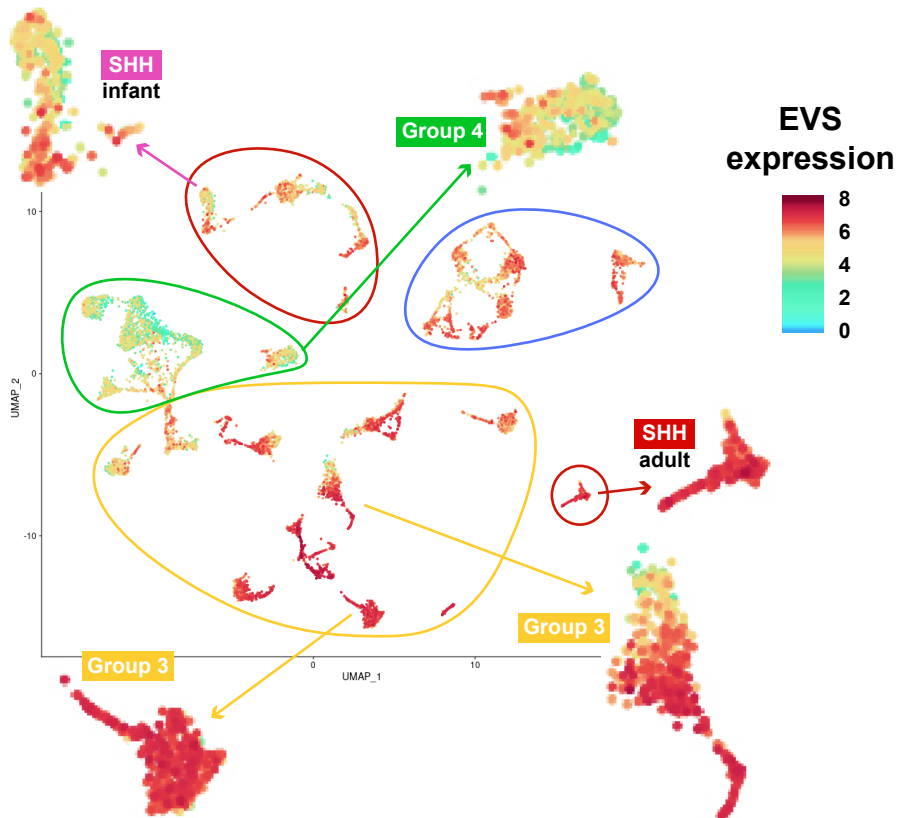 SHH
infant
Group 4
EVS
expression
8
6
4
2
0
10
0
-10
UMAP_2
SHH
adult
Group 3
Group 3
0
10
UMAP_1